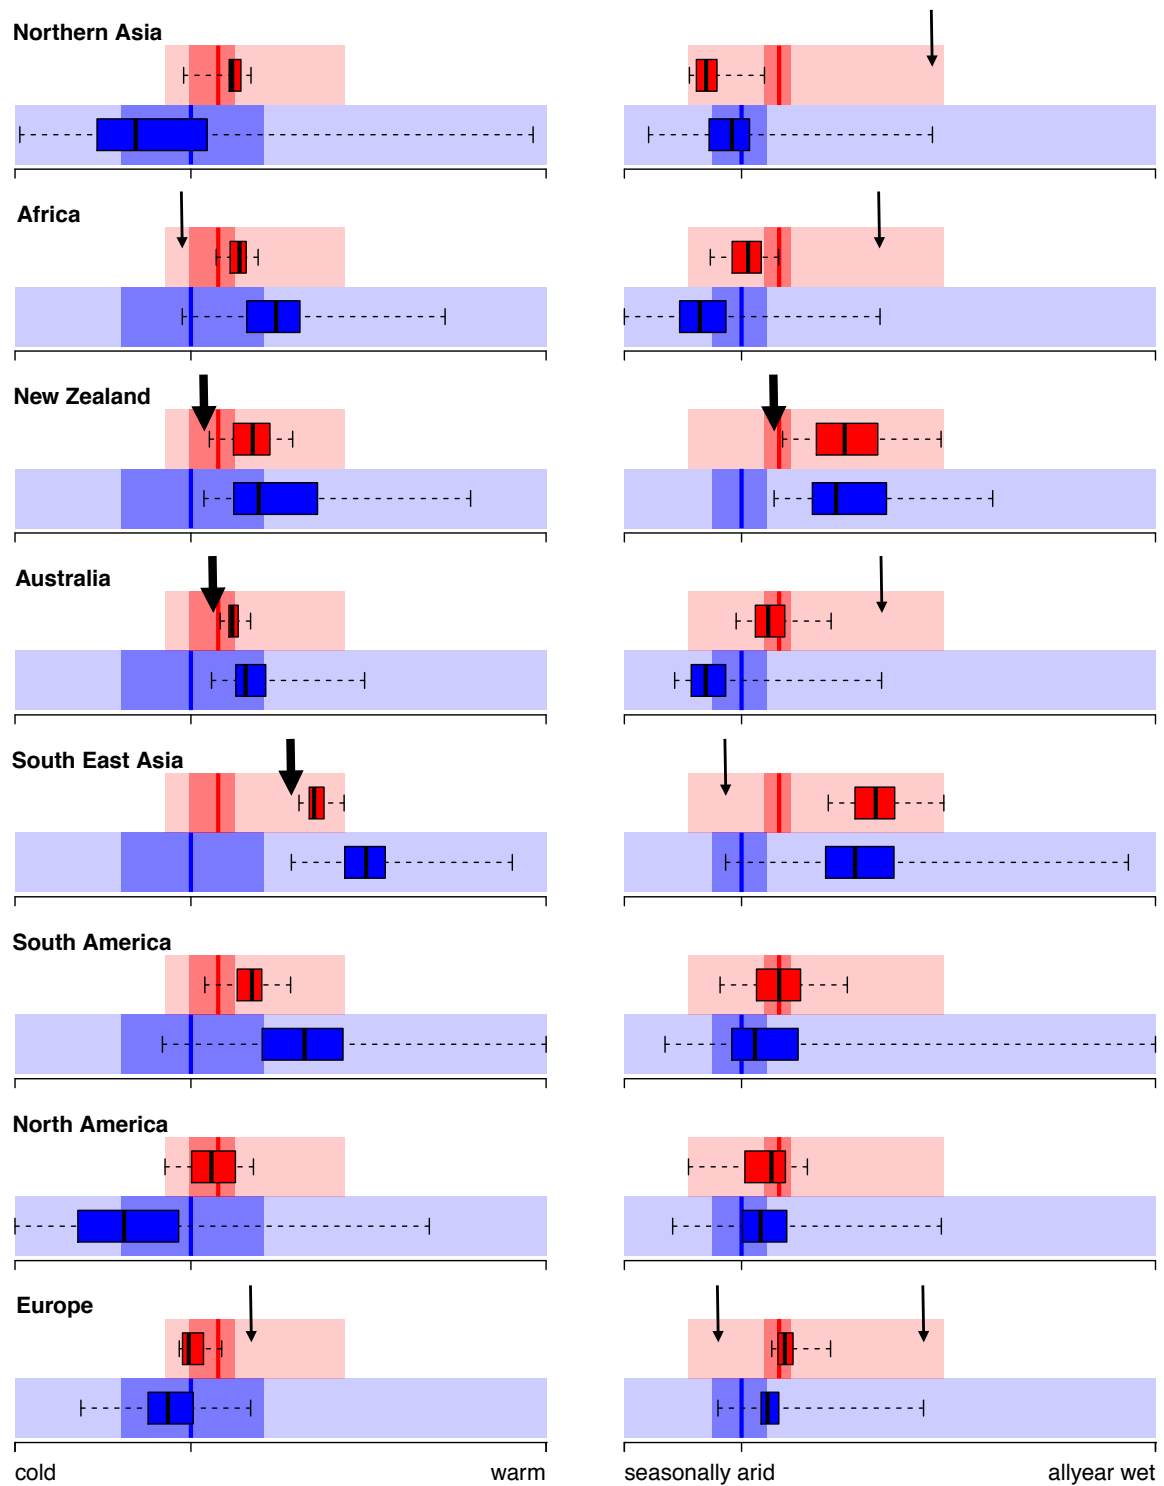 Northern Asia
Africa
New Zealand
Australia
South East Asia
South America
North America
Europe
cold warm seasonally arid allyear wet